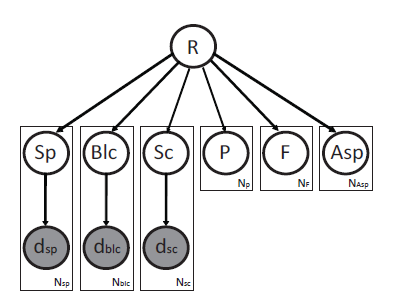 R
Sp Blc Sc P F Asp
Np NF NAsp
dsp dblc dsc
Nsp Nblc Nsc